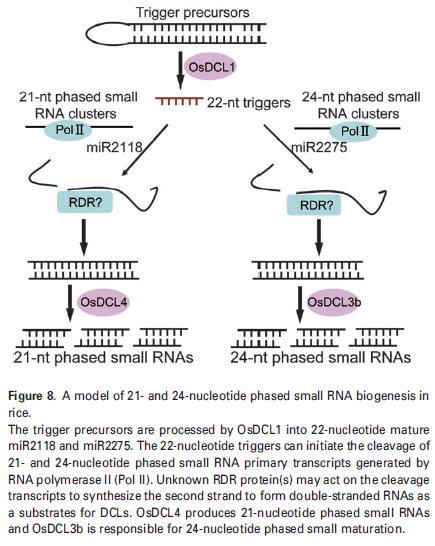 Trigger precursors
OsDCL1
21-nt phased small
RNA clusters
22-nt triggers
24-nt phased small
RNA clusters
Pol II
Pol II
miR2118
miR2275
RDR?
RDR?
OsDCL4
OsDCL3b
21-nt phased small RNAs
24-nt phased small RNAs
Figure 8. A model of 21- and 24-nucleotide phased small RNA biogenesis in
rice.
The trigger precursors are processed by OsDCL1 into 22-nucleotide mature
miR2118 and miR2275. The 22-nucleotide triggers can initiate the cleavage of
21- and 24-nucleotide phased small RNA primary transcripts generated by
RNA polymerase II (Pol II). Unknown RDR protein(s) may act on the cleavage
transcripts to synthesize the second strand to form double-stranded RNAs as
a substrates for DCLs. OsDCL4 produces 21-nucleotide phased small RNAs
and OsDCL3b is responsible for 24-nucleotide phased small maturation.